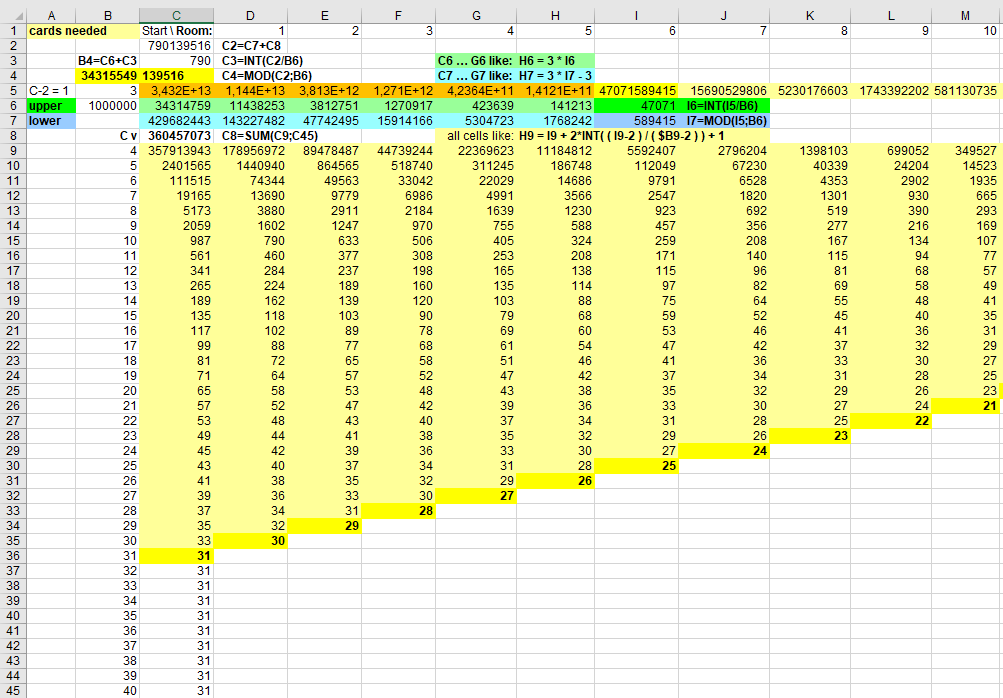 A B C D E F G H I J K L M
1 cards needed Start \ Room: 1 2 3 4 5 6 7 8 9 10
2 790139516 C2=C7+C8
3 B4=C6+C3 790 C3=INT(C2/B6) C6 ... G6 like: H6 = 3 * I6
4 34315549 139516 C4=MOD(C2;B6) C7 ... G7 like: H7 = 3 * I7 - 3
5 C-2 = 1 3 3,432E+13 1,144E+13 3,813E+12 1,271E+12 4,2364E+11 1,4121E+11 47071589415 15690529806 5230176603 1743392202 581130735
6 upper 1000000 34314759 11438253 3812751 1270917 423639 141213 47071 I6=INT(I5/B6)
7 lower 429682443 143227482 47742495 15914166 5304723 1768242 589415 I7=MOD(I5;B6)
8 C v 360457073 C8=SUM(C9;C45) all cells like: H9 = I9 + 2*INT( ( I9-2 ) / ( $B9-2 ) ) + 1
9 4 357913943 178956972 89478487 44739244 22369623 11184812 5592407 2796204 1398103 699052 349527
10 5 2401565 1440940 864565 518740 311245 186748 112049 67230 40339 24204 14523
11 6 111515 74344 49563 33042 22029 14686 9791 6528 4353 2902 1935
12 7 19165 13690 9779 6986 4991 3566 2547 1820 1301 930 665
13 8 5173 3880 2911 2184 1639 1230 923 692 519 390 293
14 9 2059 1602 1247 970 755 588 457 356 277 216 169
15 10 987 790 633 506 405 324 259 208 167 134 107
16 11 561 460 377 308 253 208 171 140 115 94 77
17 12 341 284 237 198 165 138 115 96 81 68 57
18 13 265 224 189 160 135 114 97 82 69 58 49
19 14 189 162 139 120 103 88 75 64 55 48 41
20 15 135 118 103 90 79 68 59 52 45 40 35
21 16 117 102 89 78 69 60 53 46 41 36 31
22 17 99 88 77 68 61 54 47 42 37 32 29
23 18 81 72 65 58 51 46 41 36 33 30 27
24 19 71 64 57 52 47 42 37 34 31 28 25
25 20 65 58 53 48 43 38 35 32 29 26 23
26 21 57 52 47 42 39 36 33 30 27 24 21
27 22 53 48 43 40 37 34 31 28 25 22
28 23 49 44 41 38 35 32 29 26 23
29 24 45 42 39 36 33 30 27 24
30 25 43 40 37 34 31 28 25
31 26 41 38 35 32 29 26
32 27 39 36 33 30 27
33 28 37 34 31 28
34 29 35 32 29
35 30 33 30
36 31 31
37 32 31
38 33 31
39 34 31
40 35 31
41 36 31
42 37 31
43 38 31
44 39 31
45 40 31